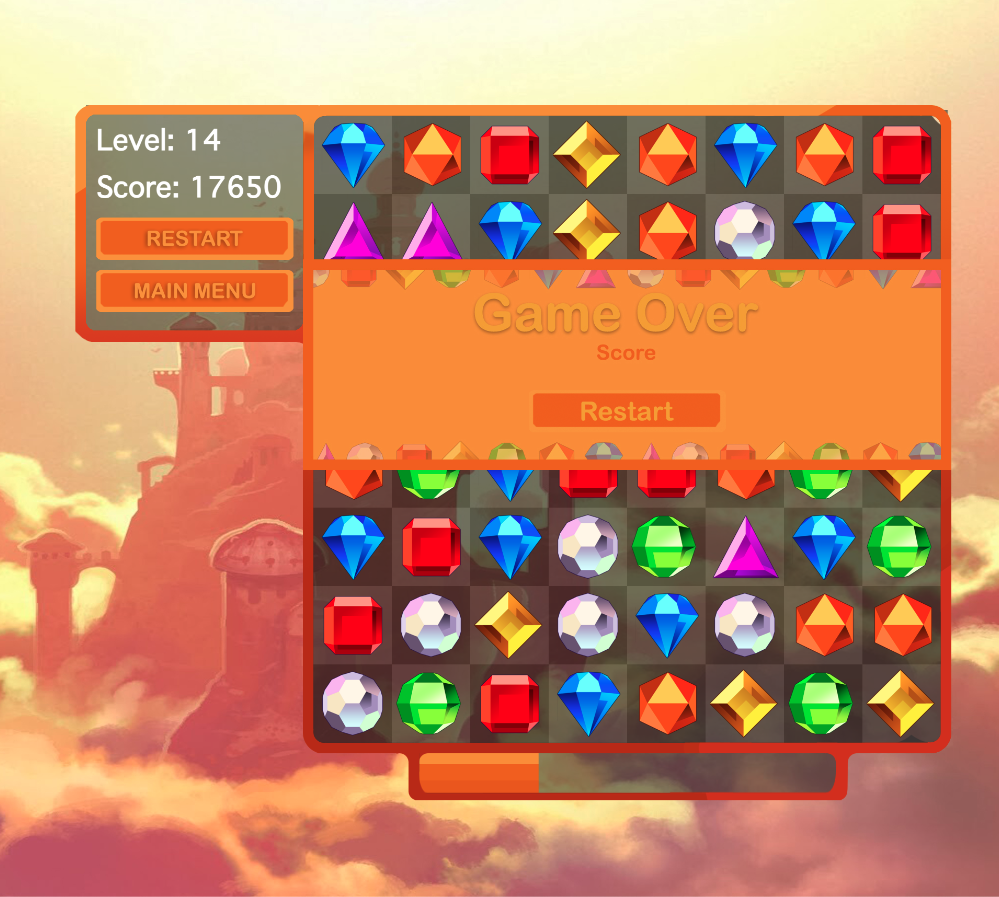 Level: 14
Score: 17650
RESTART
MAIN MENU
Game Over
Score
Restart